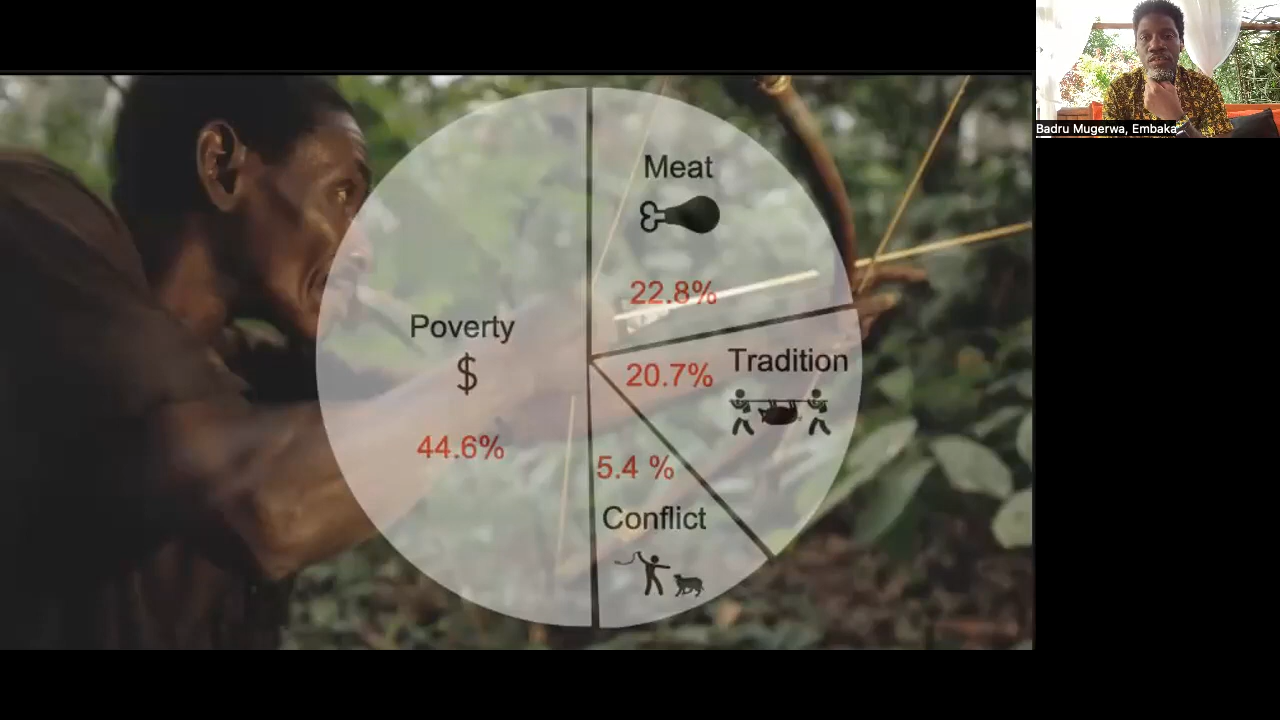 Badru Mugerwa, Embaka
Meat
22.8%
Poverty
$
44.6%
Tradition
20.7%
5.4 %
Conflict